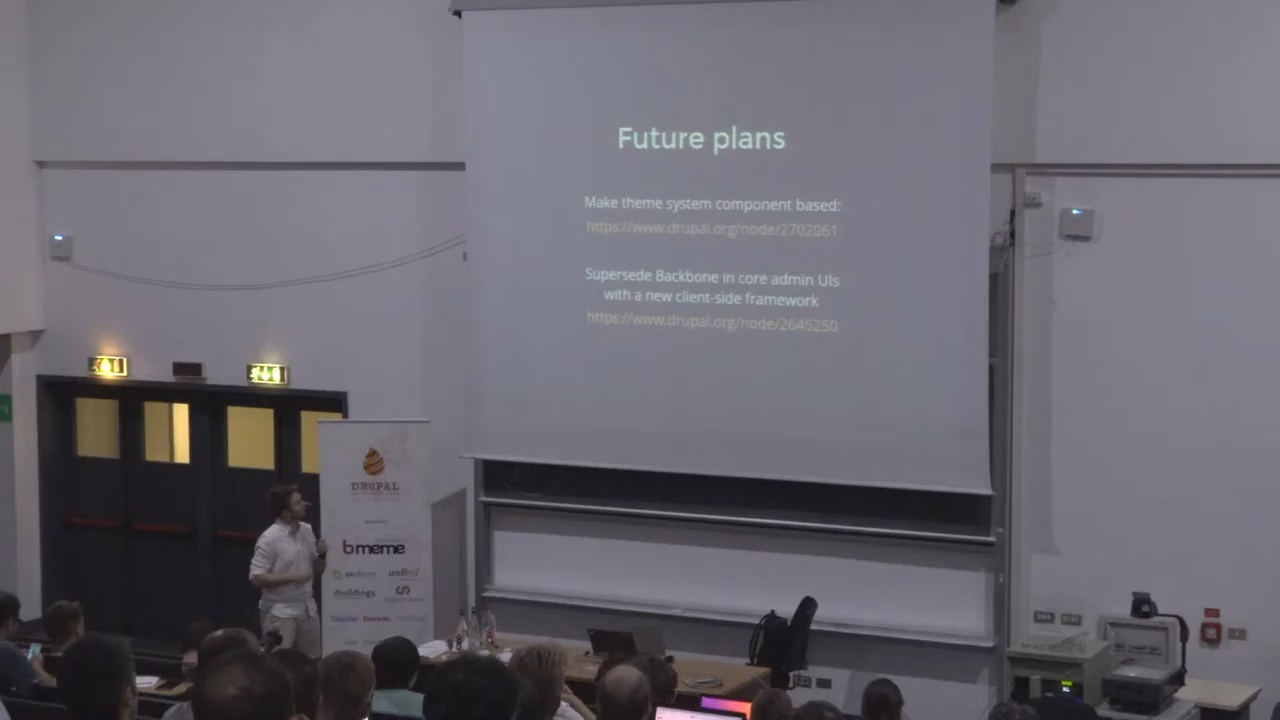 Future plans
Make theme system component based:
https://www.drupal.org/node/2702061
Supersede Backbone in core admin UIs
with a new client-side framework
https://www.drupal.org/node/2645250
DRUPAL
bmeme
wellnet
ibuildings